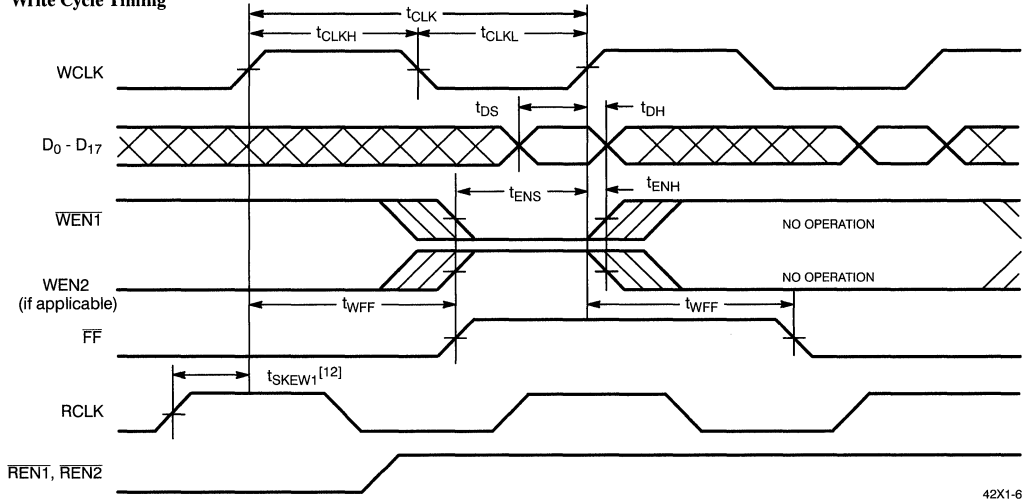 Write Cycle Timing
tCLK
tCLKH
tCLKL
WCLK
tDS
tDH
D0 - D17
tENS
tENH
WEN1
NO OPERATION
WEN2
(if applicable)
NO OPERATION
tWFF
tWFF
FF
tSKEW1[12]
RCLK
REN1, REN2
42X1-6